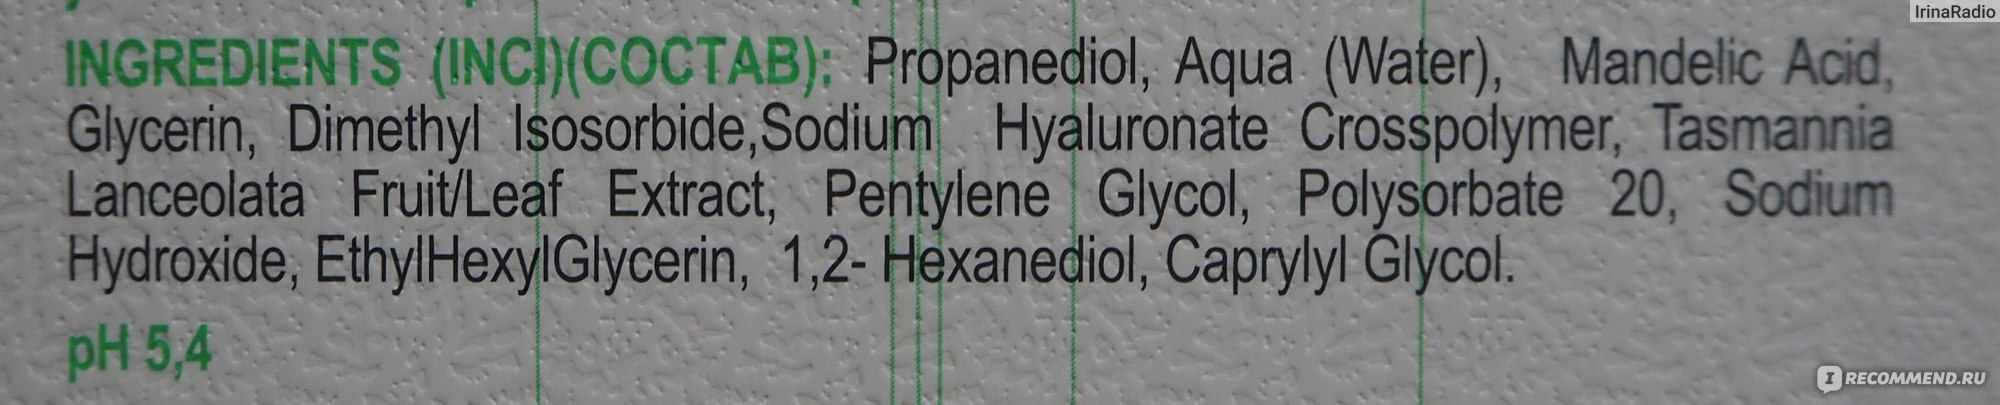 IrinaRadio
INGREDIENTS (INCI)(СОСТАВ): Propanediol, Aqua (Water), Mandelic Acid,
Glycerin, Dimethyl Isosorbide,Sodium Hyaluronate Crosspolymer, Tasmannia
Lanceolata Fruit/Leaf Extract, Pentylene Glycol, Polysorbate 20, Sodium
Hydroxide, EthylHexylGlycerin, 1,2- Hexanediol, Caprylyl Glycol.
pH 5,4
I RECOMMEND.RU